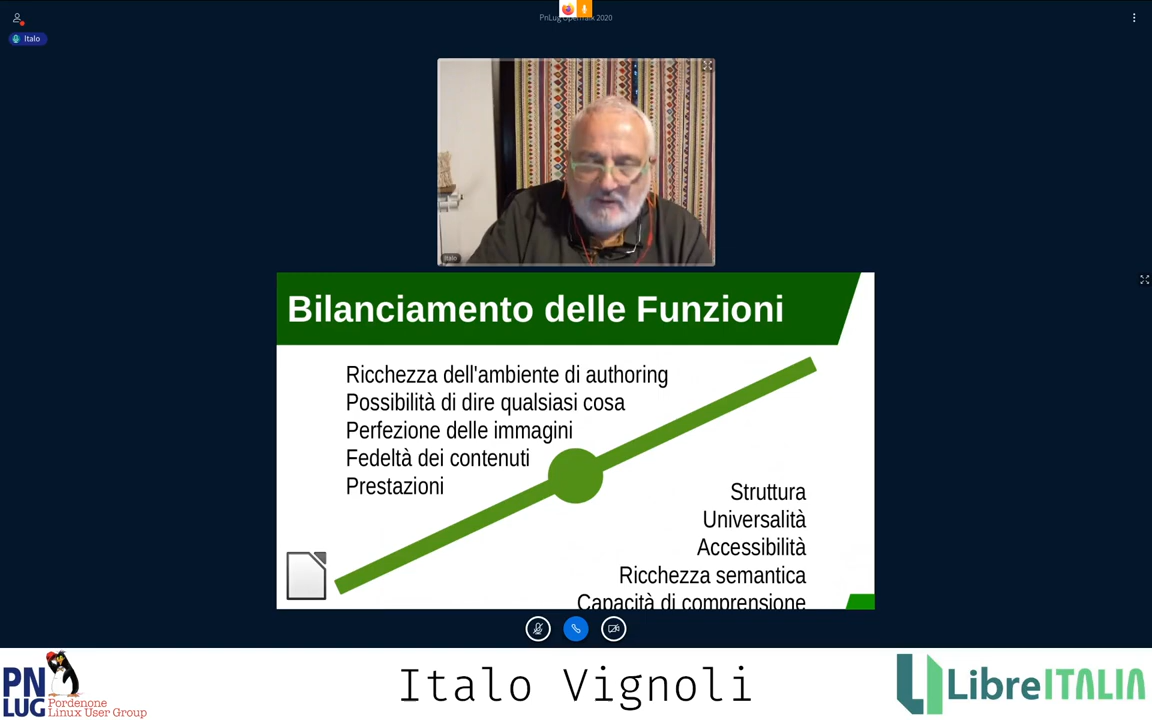 PnLug OpenTalk 2020
Italo
Italo
Bilanciamento delle Funzioni
Ricchezza dell'ambiente di authoring
Possibilità di dire qualsiasi cosa
Perfezione delle immagini
Fedeltà dei contenuti
Prestazioni
Struttura
Universalità
Accessibilità
Ricchezza semantica
Capacità di comprensione
PN
LUG
Pordenone
Linux User Group
Italo Vignoli
LibreITALIA